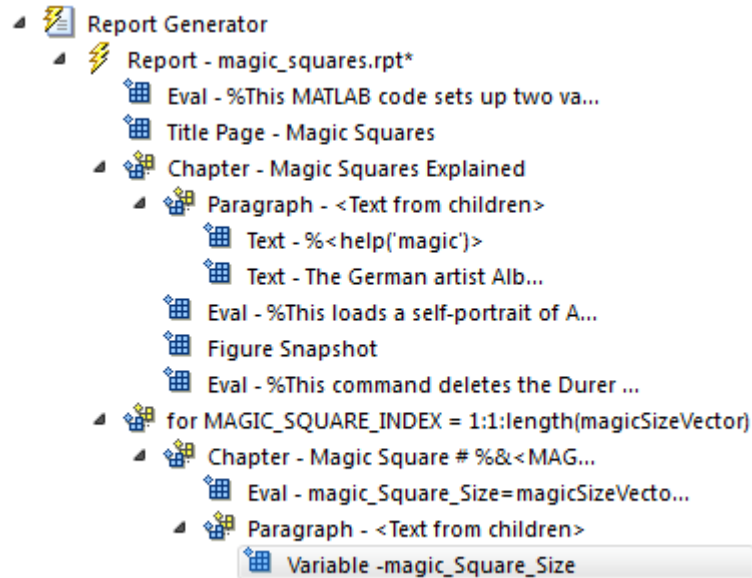 Report Generator
Report - magic_squares.rpt*
Eval - %This MATLAB code sets up two va...
Title Page - Magic Squares
Chapter - Magic Squares Explained
Paragraph - <Text from children>
Text - %<help('magic')>
Text - The German artist Alb...
Eval - %This loads a self-portrait of A...
Figure Snapshot
Eval - %This command deletes the Durer ...
for MAGIC_SQUARE_INDEX = 1:1:length(magicSizeVector)
Chapter - Magic Square # %&<MAG...
Eval - magic_Square_Size=magicSizeVecto...
Paragraph - <Text from children>
Variable -magic_Square_Size